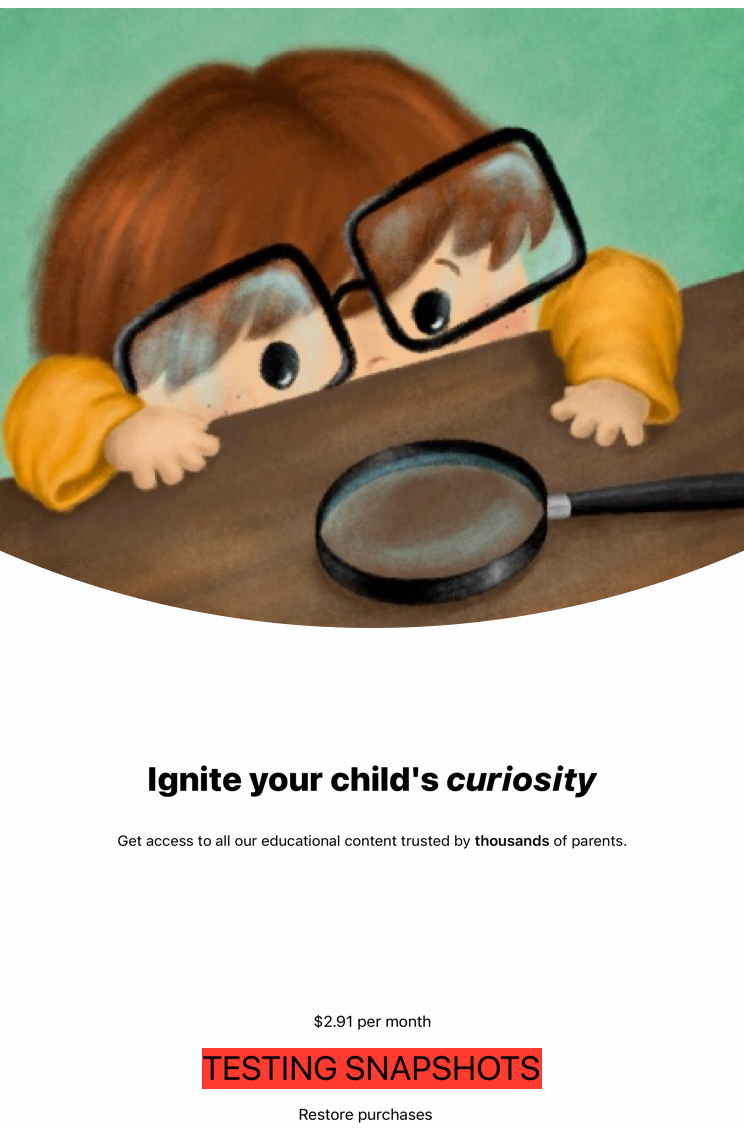 Ignite your child's curiosity
Get access to all our educational content trusted by thousands of parents.
$2.91 per month
TESTING SNAPSHOTS
Restore purchases